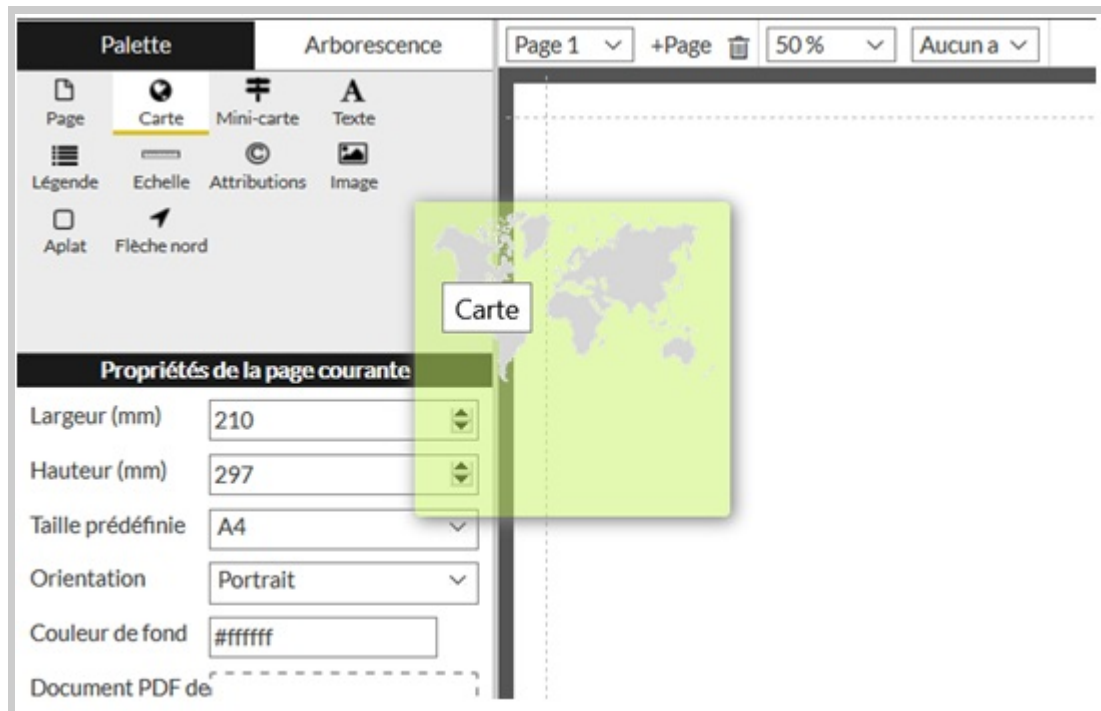 Palette
Arborescence
Page 1
+Page
50 %
Aucun a
Page
Carte
Mini-carte
Texte
Légende
Echelle
Attributions
Image
Aplat
Flèche nord
Carte
Propriétés de la page courante
Largeur (mm)
210
Hauteur (mm)
297
Taille prédéfinie
A4
Orientation
Portrait
Couleur de fond
#ffffff
Document PDF de